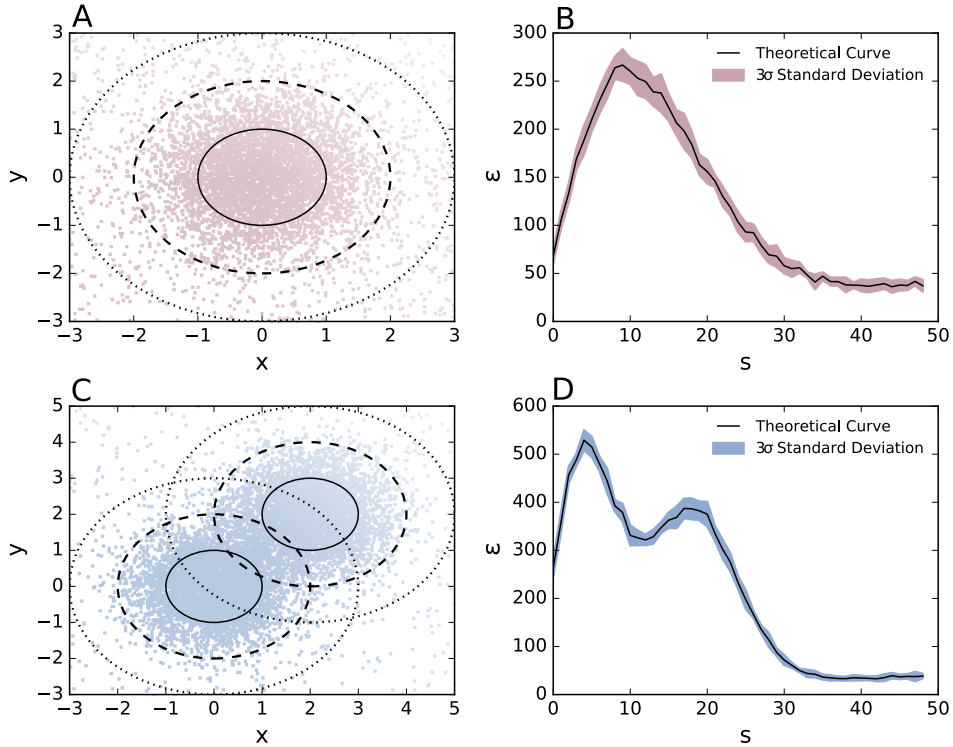 A
3
2
1
0
−1
−2
−3
y
−3 −2 −1 0 1 2 3
x
B
300
250
200
150
100
50
0
ε
Theoretical Curve
3σ Standard Deviation
0 10 20 30 40 50
s
C
5
4
3
2
1
0
−1
−2
−3
y
−3 −2 −1 0 1 2 3 4 5
x
D
600
500
400
300
200
100
0
ε
Theoretical Curve
3σ Standard Deviation
0 10 20 30 40 50
s